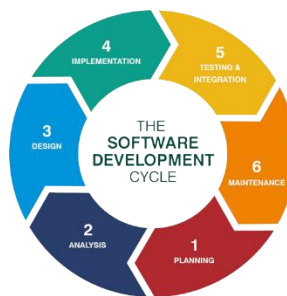 THE
SOFTWARE
DEVELOPMENT
CYCLE
1
PLANNING
2
ANALYSIS
3
DESIGN
4
IMPLEMENTATION
5
TESTING &
INTEGRATION
6
MAINTENANCE